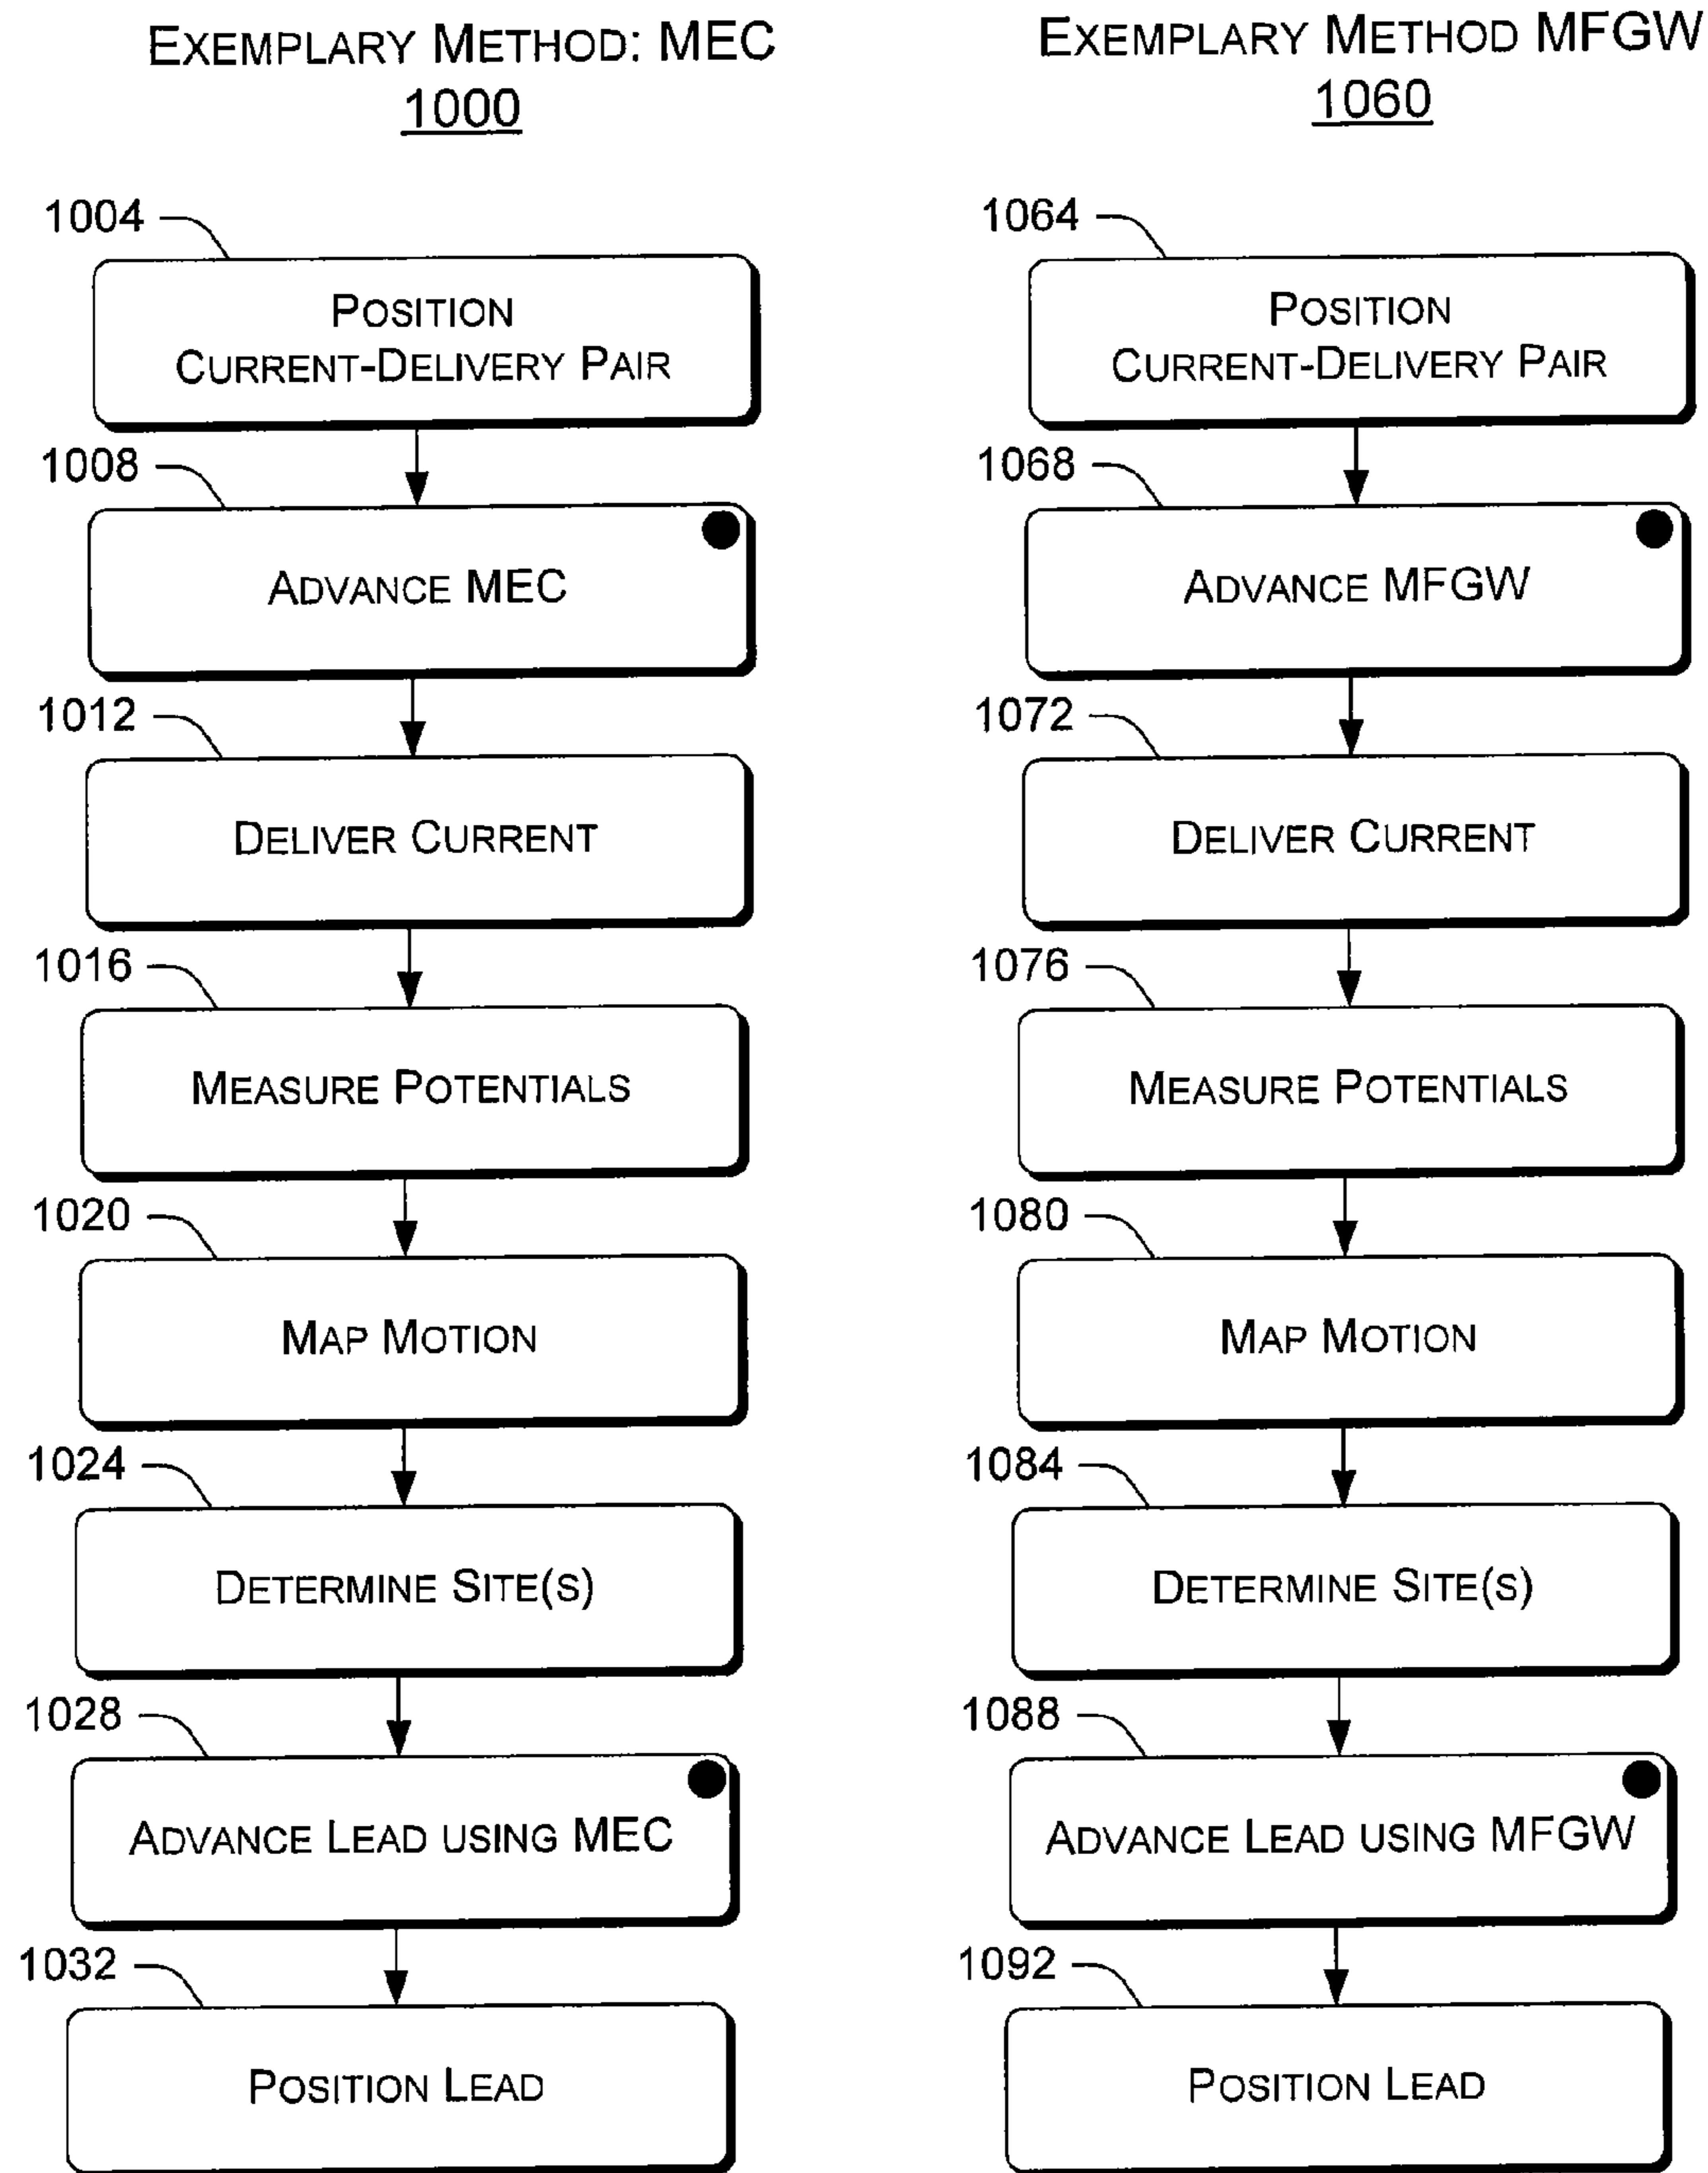 EXEMPLARY METHOD: MEC
1000
1004
POSITION
CURRENT-DELIVERY PAIR
1008
ADVANCE MEC
1012
DELIVER CURRENT
1016
MEASURE POTENTIALS
1020
MAP MOTION
1024
DETERMINE SITE(S)
1028
ADVANCE LEAD USING MEC
1032
POSITION LEAD
EXEMPLARY METHOD MFGW
1060
1064
POSITION
CURRENT-DELIVERY PAIR
1068
ADVANCE MFGW
1072
DELIVER CURRENT
1076
MEASURE POTENTIALS
1080
MAP MOTION
1084
DETERMINE SITE(S)
1088
ADVANCE LEAD USING MFGW
1092
POSITION LEAD